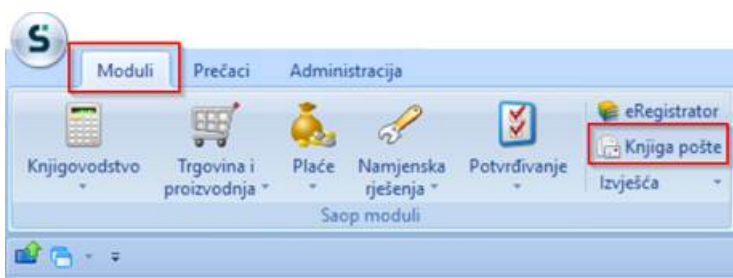 S
Moduli Prečaci Administracija
Knjigovodstvo Trgovina i proizvodnja Plaće Namjenska rješenja Potvrđivanje
eRegistrator
Knjiga pošte
Izvješća
Saop moduli